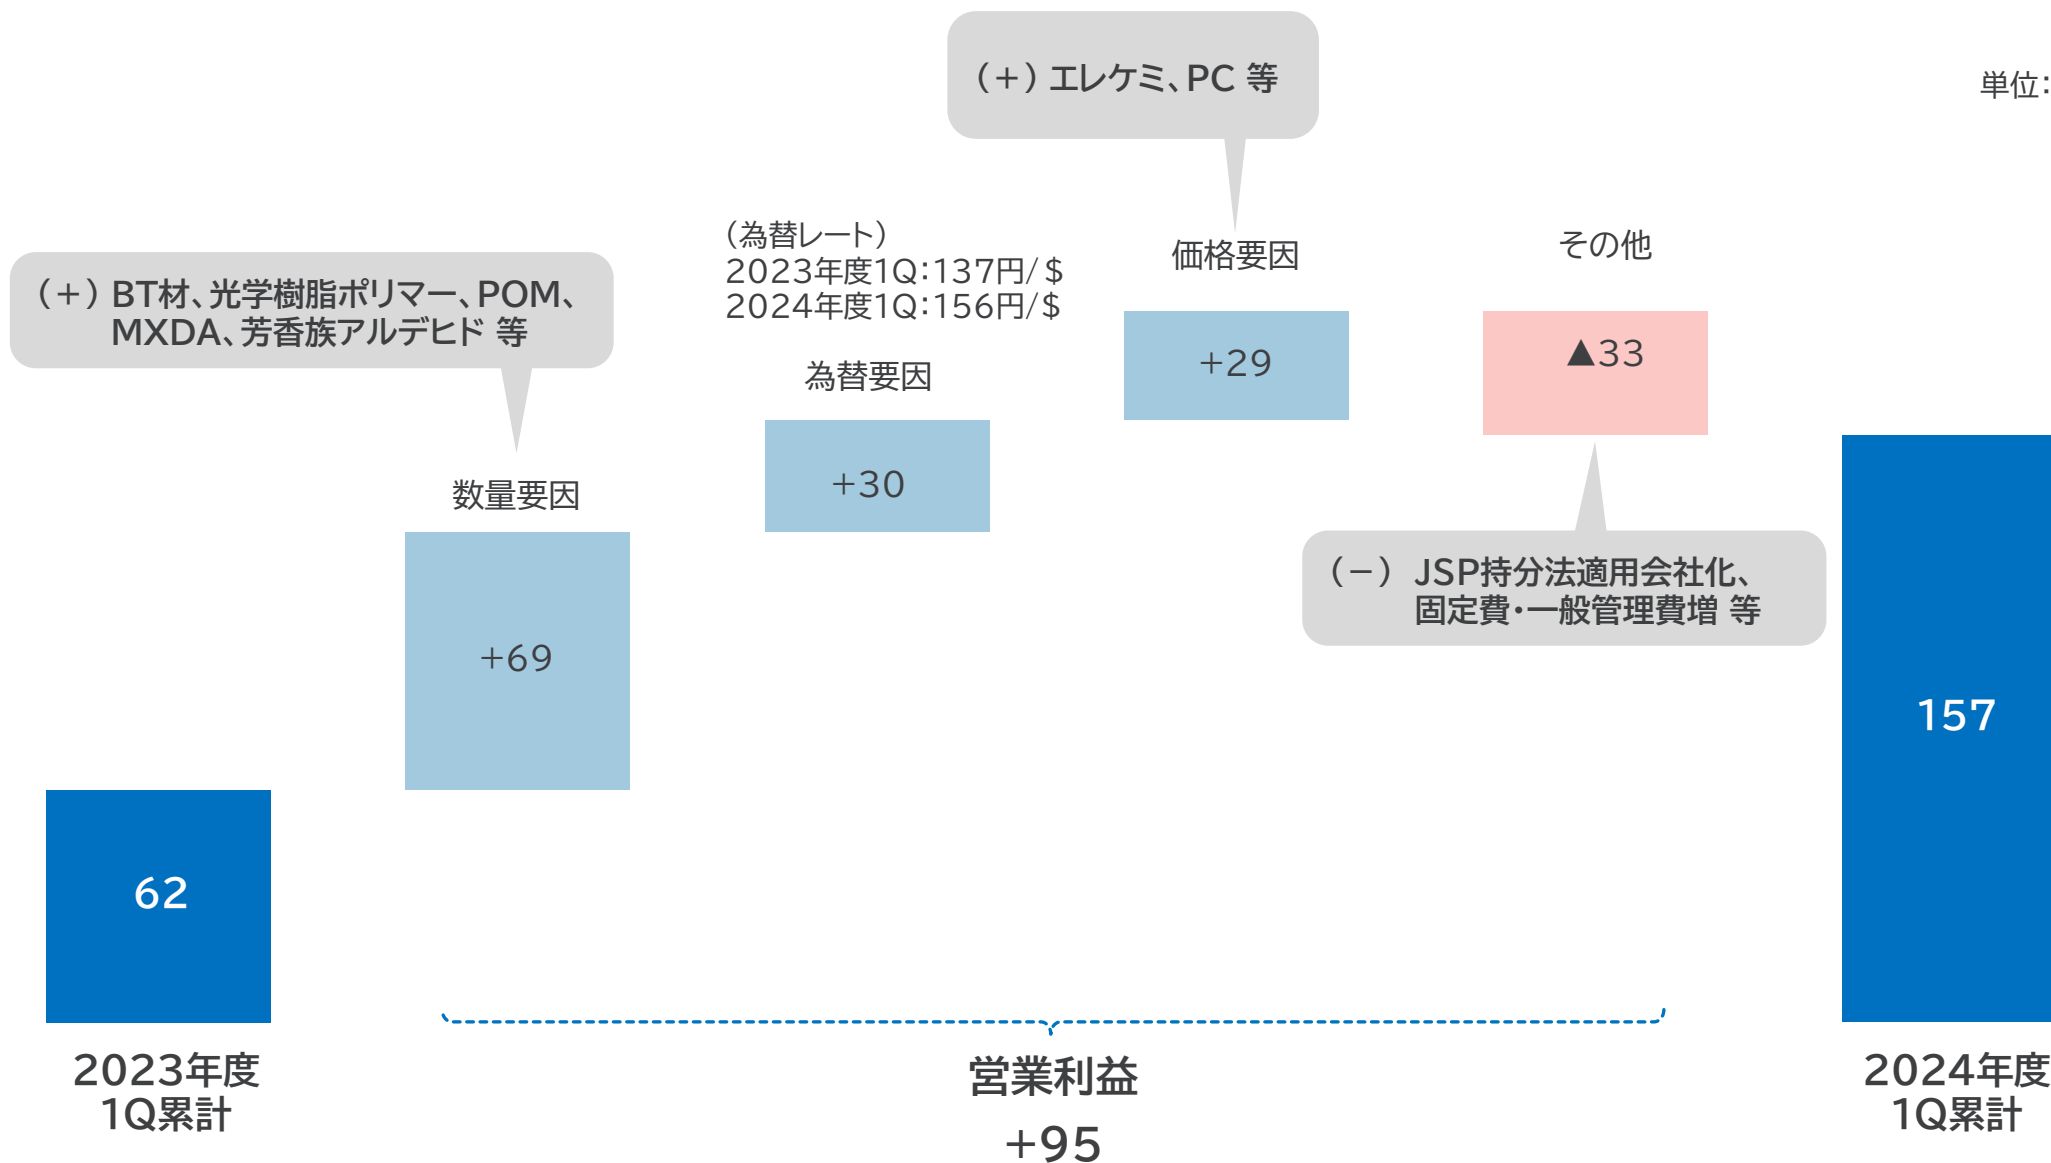 (+) エレケミ、PC 等
単位:
(為替レート)
2023年度1Q:137円/$
2024年度1Q:156円/$
価格要因
その他
(+) BT材、光学樹脂ポリマー、POM、
MXDA、芳香族アルデヒド 等
+29
▲33
為替要因
+30
数量要因
(−) JSP持分法適用会社化、
固定費・一般管理費増 等
+69
157
62
2023年度
1Q累計
営業利益
+95
2024年度
1Q累計